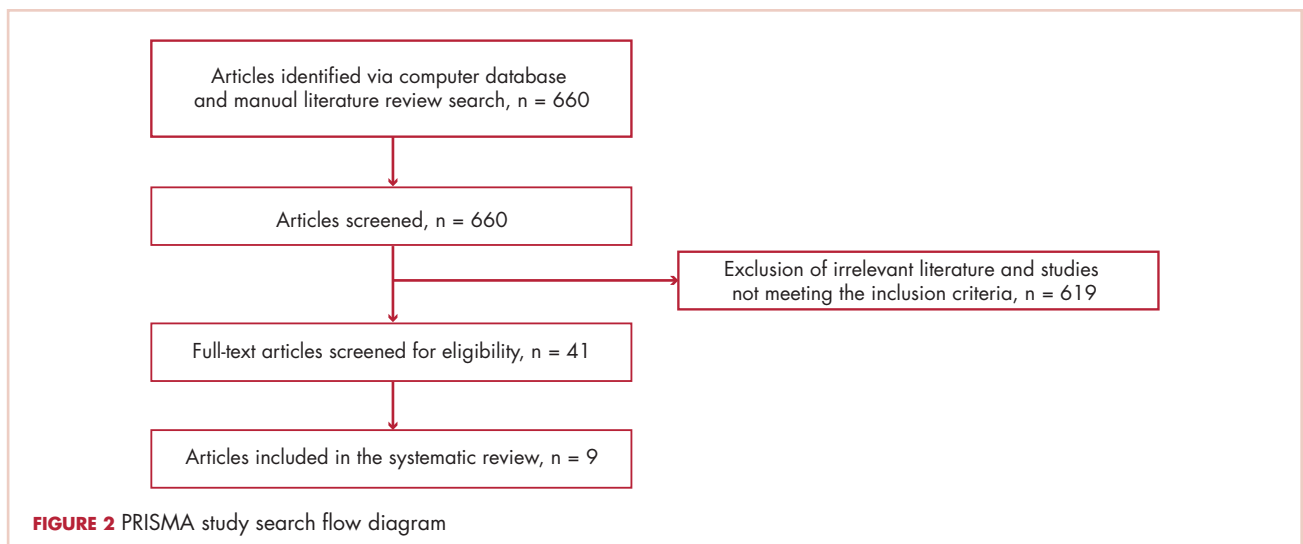 Articles identified via computer database
and manual literature review search, n = 660
Articles screened, n = 660
Exclusion of irrelevant literature and studies
not meeting the inclusion criteria, n = 619
Full-text articles screened for eligibility, n = 41
Articles included in the systematic review, n = 9
FIGURE 2 PRISMA study search flow diagram